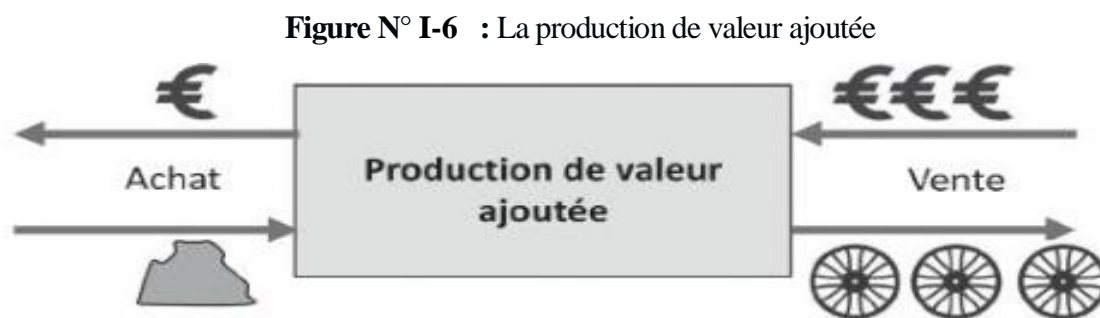 Figure N° I-6 : La production de valeur ajoutée
€
€€€
Achat
Production de valeur
ajoutée
Vente